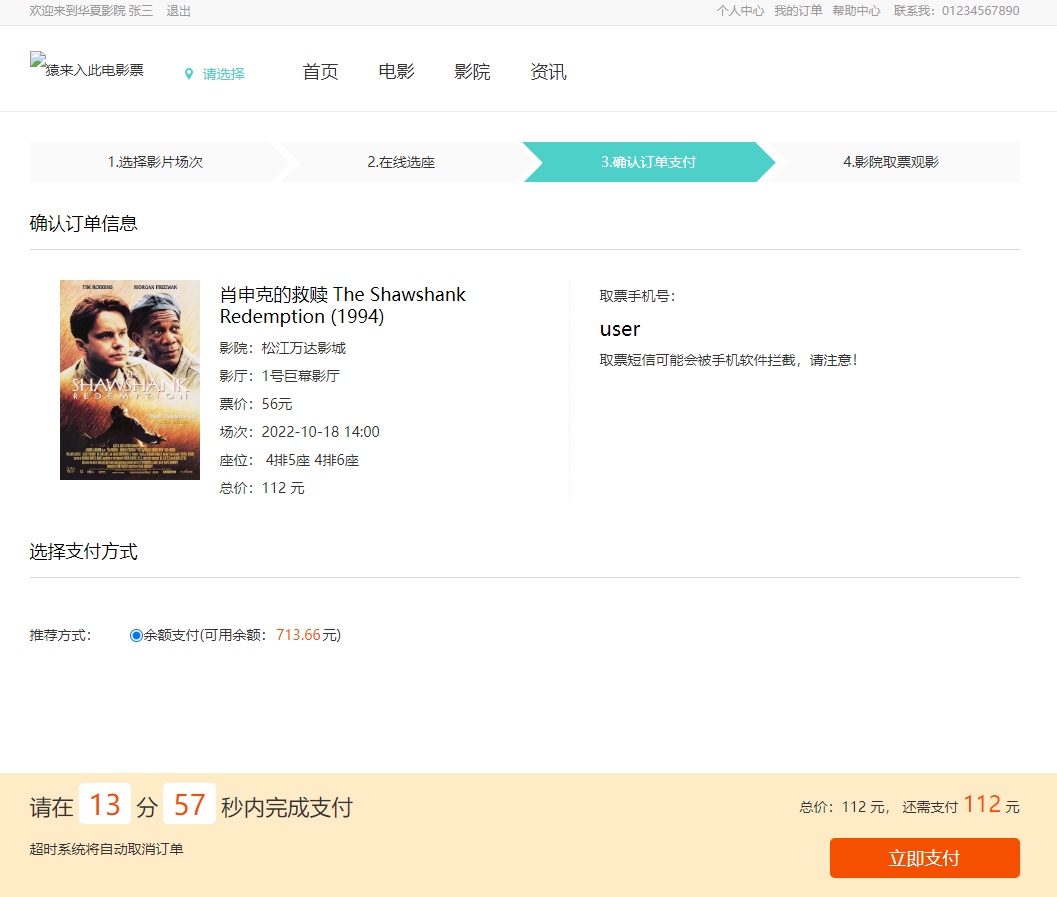 欢迎来到华夏影院 张三 退出
个人中心 我的订单 帮助中心 联系我：01234567890
猿来入此电影票 请选择 首页 电影 影院 资讯
1.选择影片场次 2.在线选座 3.确认订单支付 4.影院取票观影
确认订单信息
TIM ROBBINS MORGAN FREEMAN
SHAWSHANK
REDEMPTION
肖申克的救赎 The Shawshank
Redemption (1994)
影院：松江万达影城
影厅：1号巨幕影厅
票价：56元
场次：2022-10-18 14:00
座位： 4排5座 4排6座
总价：112 元
取票手机号：
user
取票短信可能会被手机软件拦截，请注意！
选择支付方式
推荐方式： 余额支付(可用余额：713.66元)
请在 13 分 57 秒内完成支付
超时系统将自动取消订单
总价：112 元， 还需支付 112 元
立即支付